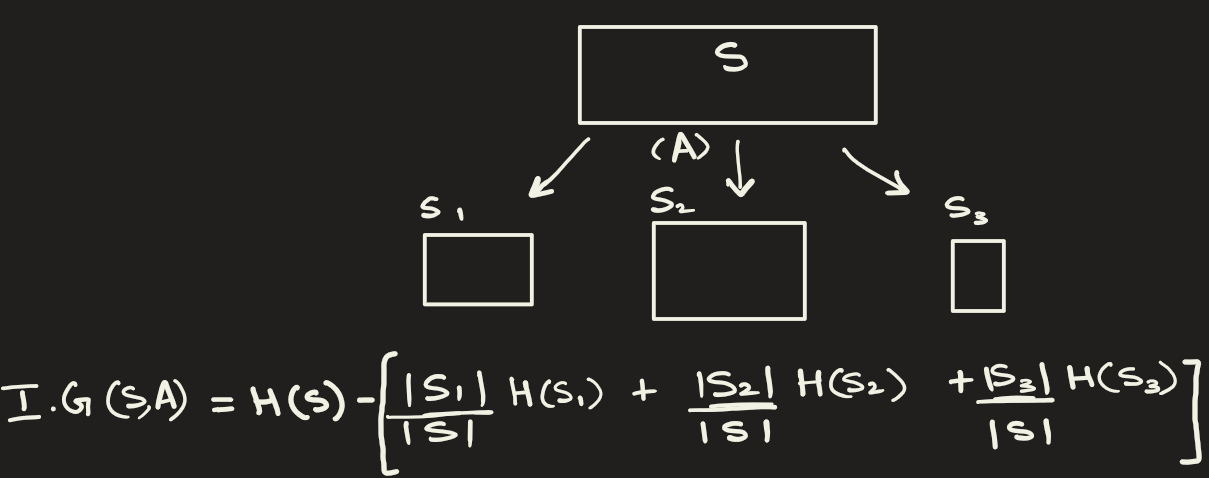 S
(A)
S₁ S₂ S₃
I.G (S,A) = H(S) - [ |S₁| / |S| H(S₁) + |S₂| / |S| H(S₂) + |S₃| / |S| H(S₃) ]